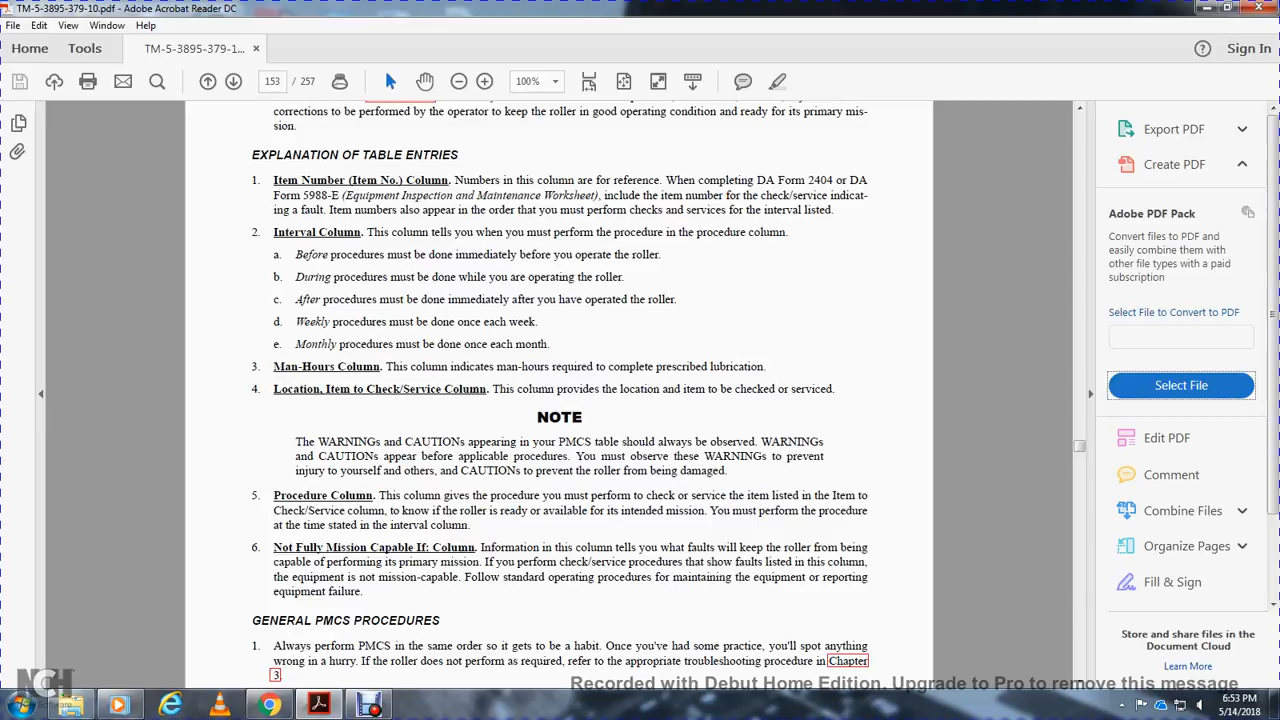 TM-5-3895-379-10.pdf - Adobe Acrobat Reader DC
File Edit View Window Help
Home Tools TM-5-3895-379-1... × Sign In
153 / 257 100%
corrections to be performed by the operator to keep the roller in good operating condition and ready for its primary mis-
sion.
EXPLANATION OF TABLE ENTRIES
1. Item Number (Item No.) Column. Numbers in this column are for reference. When completing DA Form 2404 or DA
Form 5988-E (Equipment Inspection and Maintenance Worksheet), include the item number for the check/service indicat-
ing a fault. Item numbers also appear in the order that you must perform checks and services for the interval listed.
2. Interval Column. This column tells you when you must perform the procedure in the procedure column.
a. Before procedures must be done immediately before you operate the roller.
b. During procedures must be done while you are operating the roller.
c. After procedures must be done immediately after you have operated the roller.
d. Weekly procedures must be done once each week.
e. Monthly procedures must be done once each month.
3. Man-Hours Column. This column indicates man-hours required to complete prescribed lubrication.
4. Location, Item to Check/Service Column. This column provides the location and item to be checked or serviced.
NOTE
The WARNINGs and CAUTIONs appearing in your PMCS table should always be observed. WARNINGs
and CAUTIONs appear before applicable procedures. You must observe these WARNINGs to prevent
injury to yourself and others, and CAUTIONs to prevent the roller from being damaged.
5. Procedure Column. This column gives the procedure you must perform to check or service the item listed in the Item to
Check/Service column, to know if the roller is ready or available for its intended mission. You must perform the procedure
at the time stated in the interval column.
6. Not Fully Mission Capable If: Column. Information in this column tells you what faults will keep the roller from being
capable of performing its primary mission. If you perform check/service procedures that show faults listed in this column,
the equipment is not mission-capable. Follow standard operating procedures for maintaining the equipment or reporting
equipment failure.
GENERAL PMCS PROCEDURES
1. Always perform PMCS in the same order so it gets to be a habit. Once you've had some practice, you'll spot anything
wrong in a hurry. If the roller does not perform as required, refer to the appropriate troubleshooting procedure in Chapter
3
Export PDF
Create PDF
Adobe PDF Pack
Convert files to PDF and
easily combine them with
other file types with a paid
subscription
Select File to Convert to PDF
Select File
Edit PDF
Comment
Combine Files
Organize Pages
Fill & Sign
Store and share files in the
Document Cloud
Learn More
NCH
Software
Recorded with Debut Home Edition. Upgrade to Pro to remove this message
6:53 PM
5/14/2018